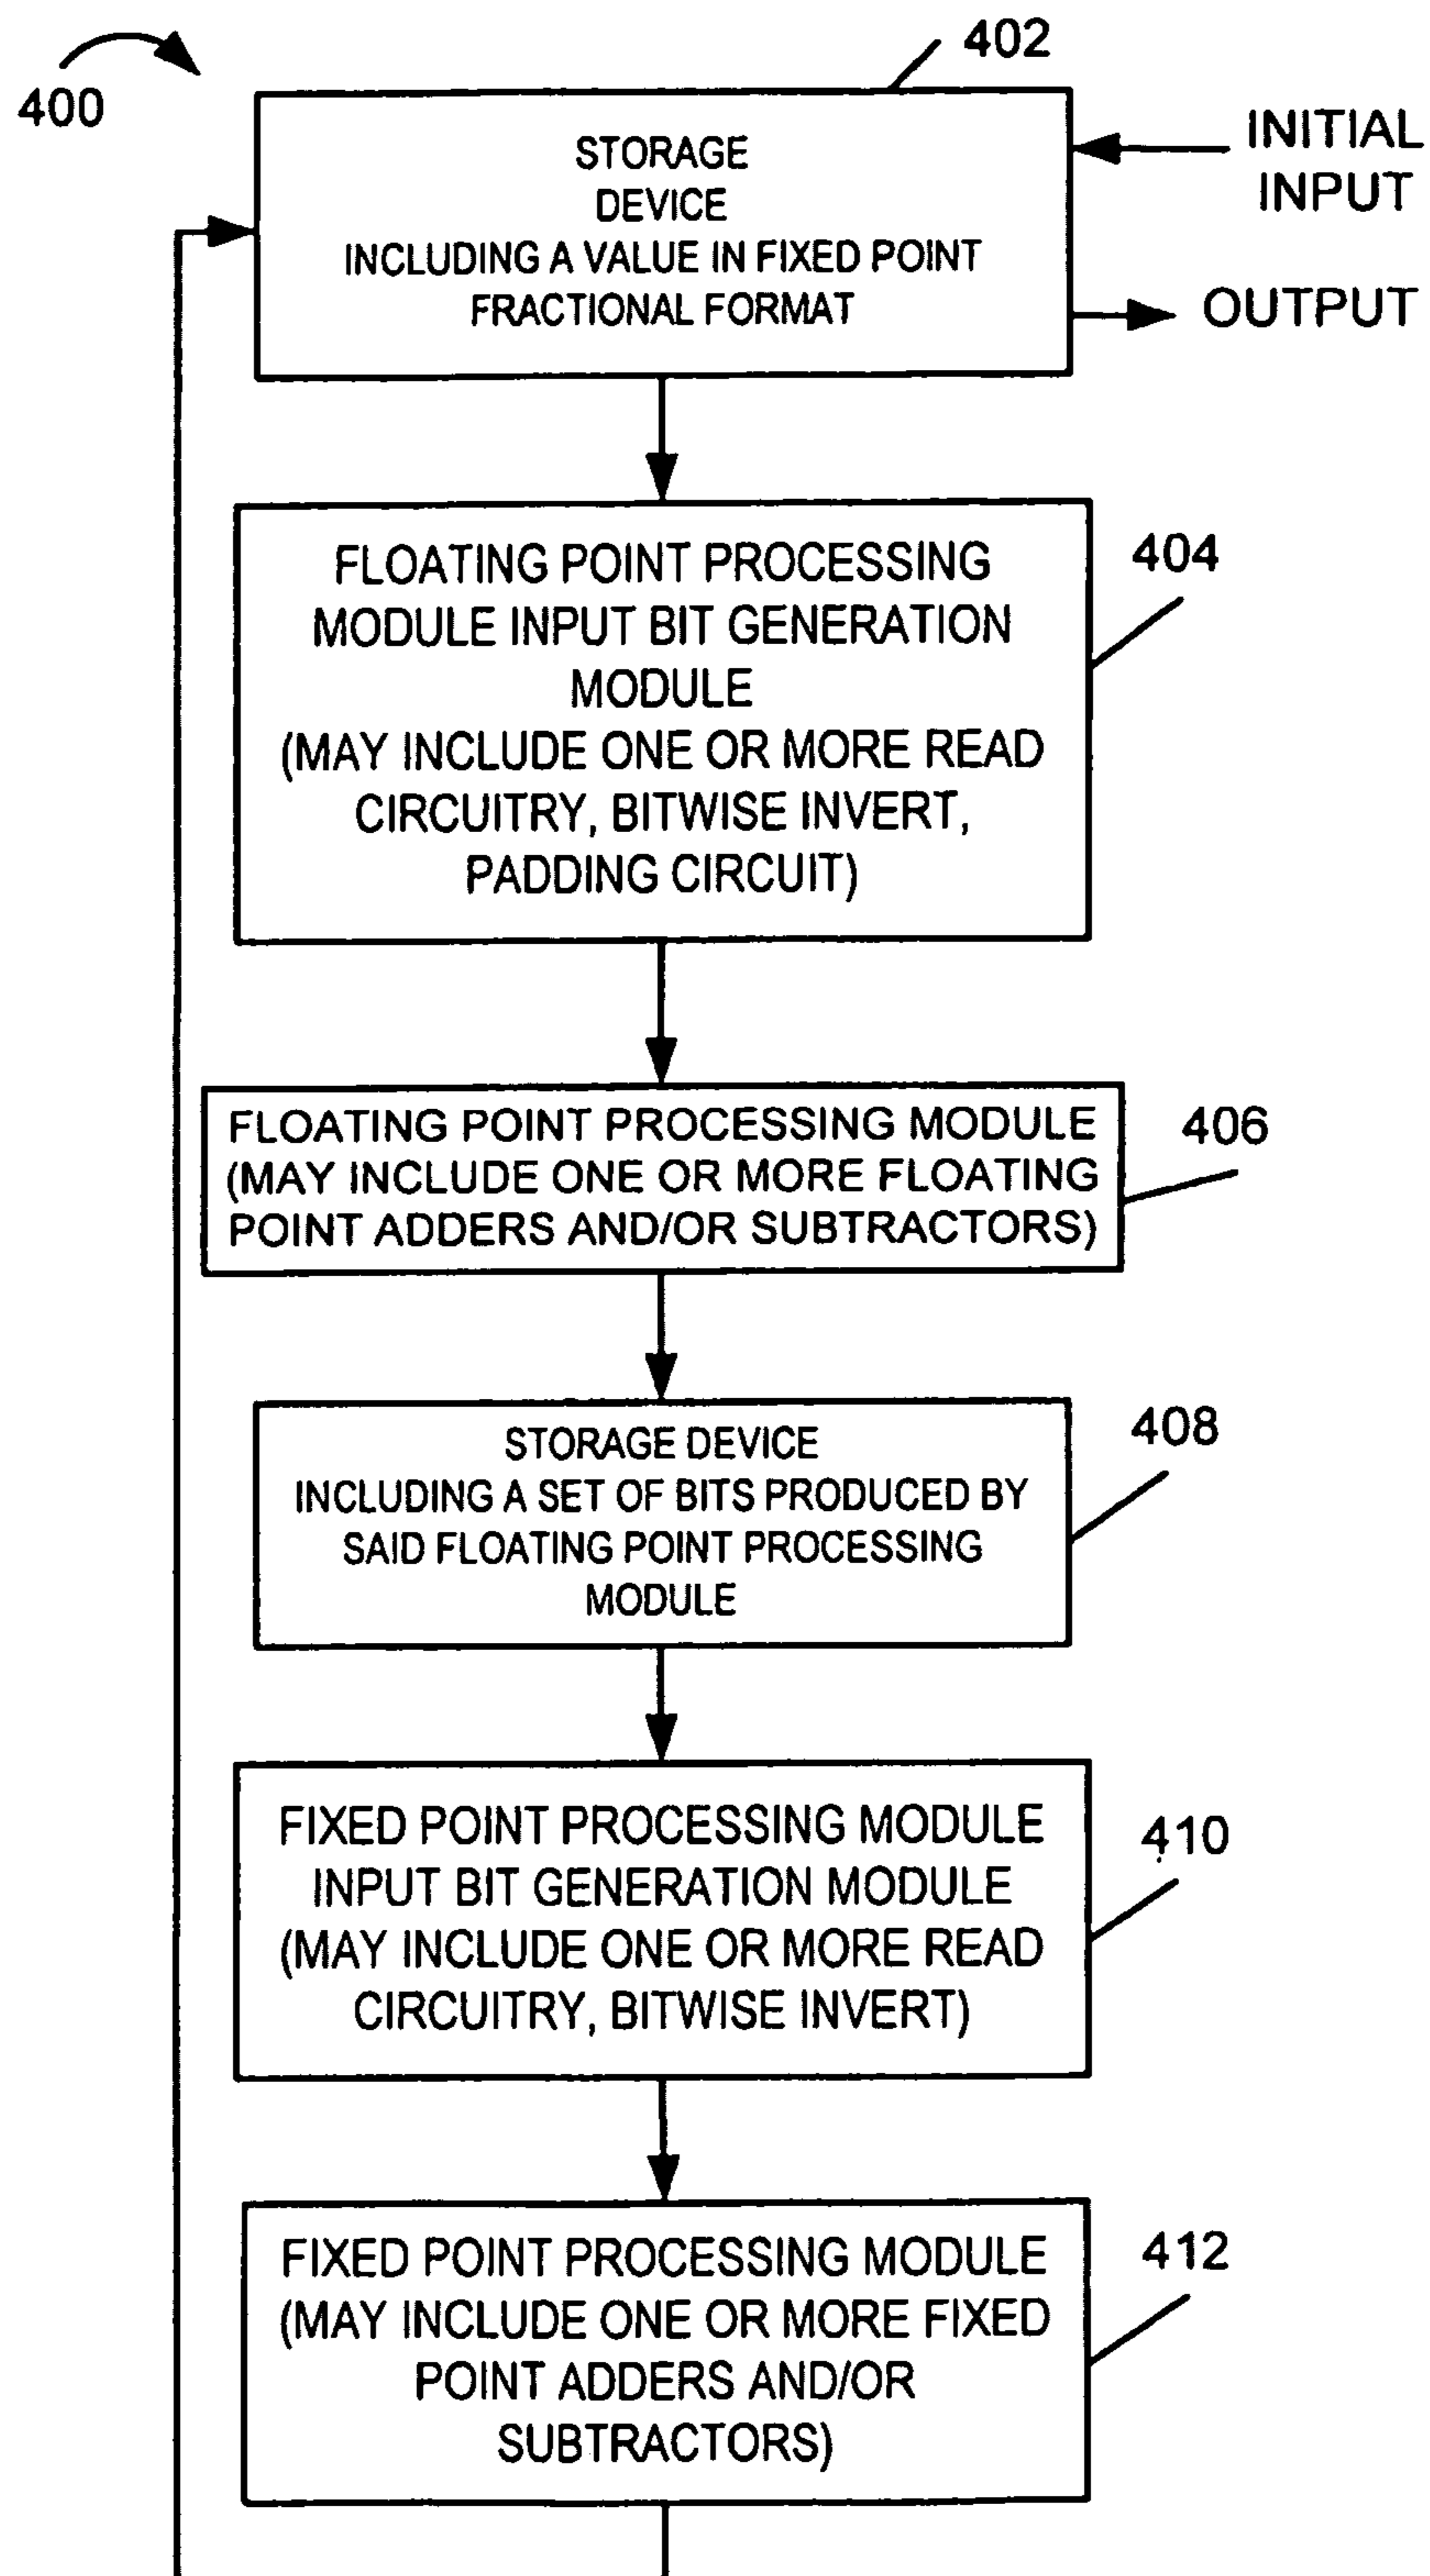 402
400
INITIAL
INPUT
STORAGE
DEVICE
INCLUDING A VALUE IN FIXED POINT
FRACTIONAL FORMAT
OUTPUT
404
FLOATING POINT PROCESSING
MODULE INPUT BIT GENERATION
MODULE
(MAY INCLUDE ONE OR MORE READ
CIRCUITRY, BITWISE INVERT,
PADDING CIRCUIT)
406
FLOATING POINT PROCESSING MODULE
(MAY INCLUDE ONE OR MORE FLOATING
POINT ADDERS AND/OR SUBTRACTORS)
408
STORAGE DEVICE
INCLUDING A SET OF BITS PRODUCED BY
SAID FLOATING POINT PROCESSING
MODULE
410
FIXED POINT PROCESSING MODULE
INPUT BIT GENERATION MODULE
(MAY INCLUDE ONE OR MORE READ
CIRCUITRY, BITWISE INVERT)
412
FIXED POINT PROCESSING MODULE
(MAY INCLUDE ONE OR MORE FIXED
POINT ADDERS AND/OR
SUBTRACTORS)